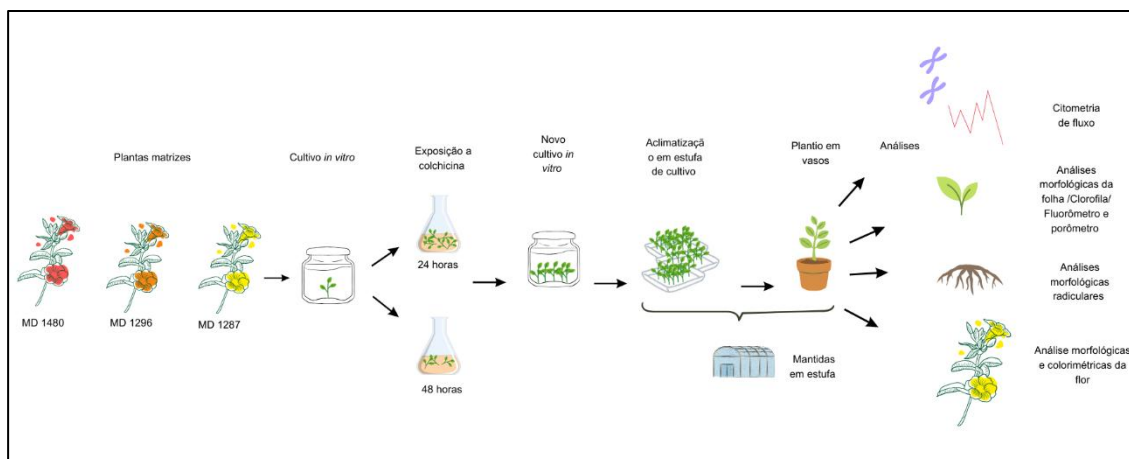 Plantas matrizes
MD 1480
MD 1296
MD 1287
Cultivo in vitro
Exposição a
colchicina
24 horas
48 horas
Novo
cultivo in
vitro
Aclimataçã
o em estufa
de cultivo
Plantio em
vasos
Mantidas
em estufa
Análises
Citometria
de fluxo
Análises
morfológicas da
folha /Clorofila/
Fluorômetro e
porômetro
Análises
morfológicas
radiculares
Análise morfológicas
e colorimétricas da
flor